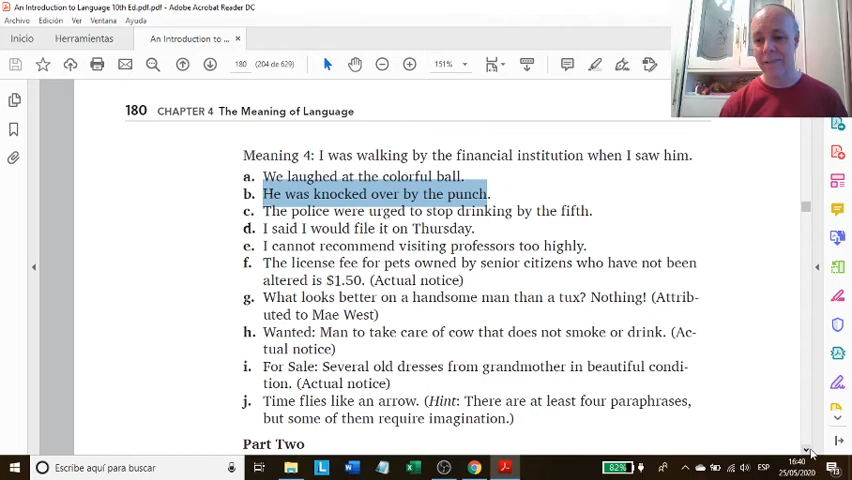 An Introduction to Language 10th Ed.pdf.pdf - Adobe Acrobat Reader DC
Archivo Edición Ver Ventana Ayuda
Inicio Herramientas An Introduction to ... ×
180 (204 de 629) 151%
180 CHAPTER 4 The Meaning of Language
Meaning 4: I was walking by the financial institution when I saw him.
a. We laughed at the colorful ball.
b. He was knocked over by the punch.
c. The police were urged to stop drinking by the fifth.
d. I said I would file it on Thursday.
e. I cannot recommend visiting professors too highly.
f. The license fee for pets owned by senior citizens who have not been
altered is $1.50. (Actual notice)
g. What looks better on a handsome man than a tux? Nothing! (Attrib-
uted to Mae West)
h. Wanted: Man to take care of cow that does not smoke or drink. (Ac-
tual notice)
i. For Sale: Several old dresses from grandmother in beautiful condi-
tion. (Actual notice)
j. Time flies like an arrow. (Hint: There are at least four paraphrases,
but some of them require imagination.)
Part Two
Escribe aquí para buscar
82%
ESP
16:40
25/05/2020
13